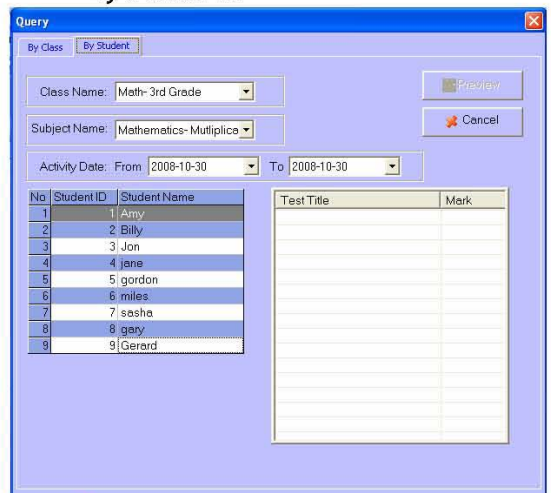 Query
By Class By Student
Class Name: Math- 3rd Grade
Preview
Subject Name: Mathematics- Mutliplica
Cancel
Activity Date: From 2008-10-30 To 2008-10-30
No Student ID Student Name
Test Title Mark
1 1 Amy
2 2 Billy
3 3 Jon
4 4 jane
5 5 gordon
6 6 miles
7 7 sasha
8 8 gary
9 9 Gerard